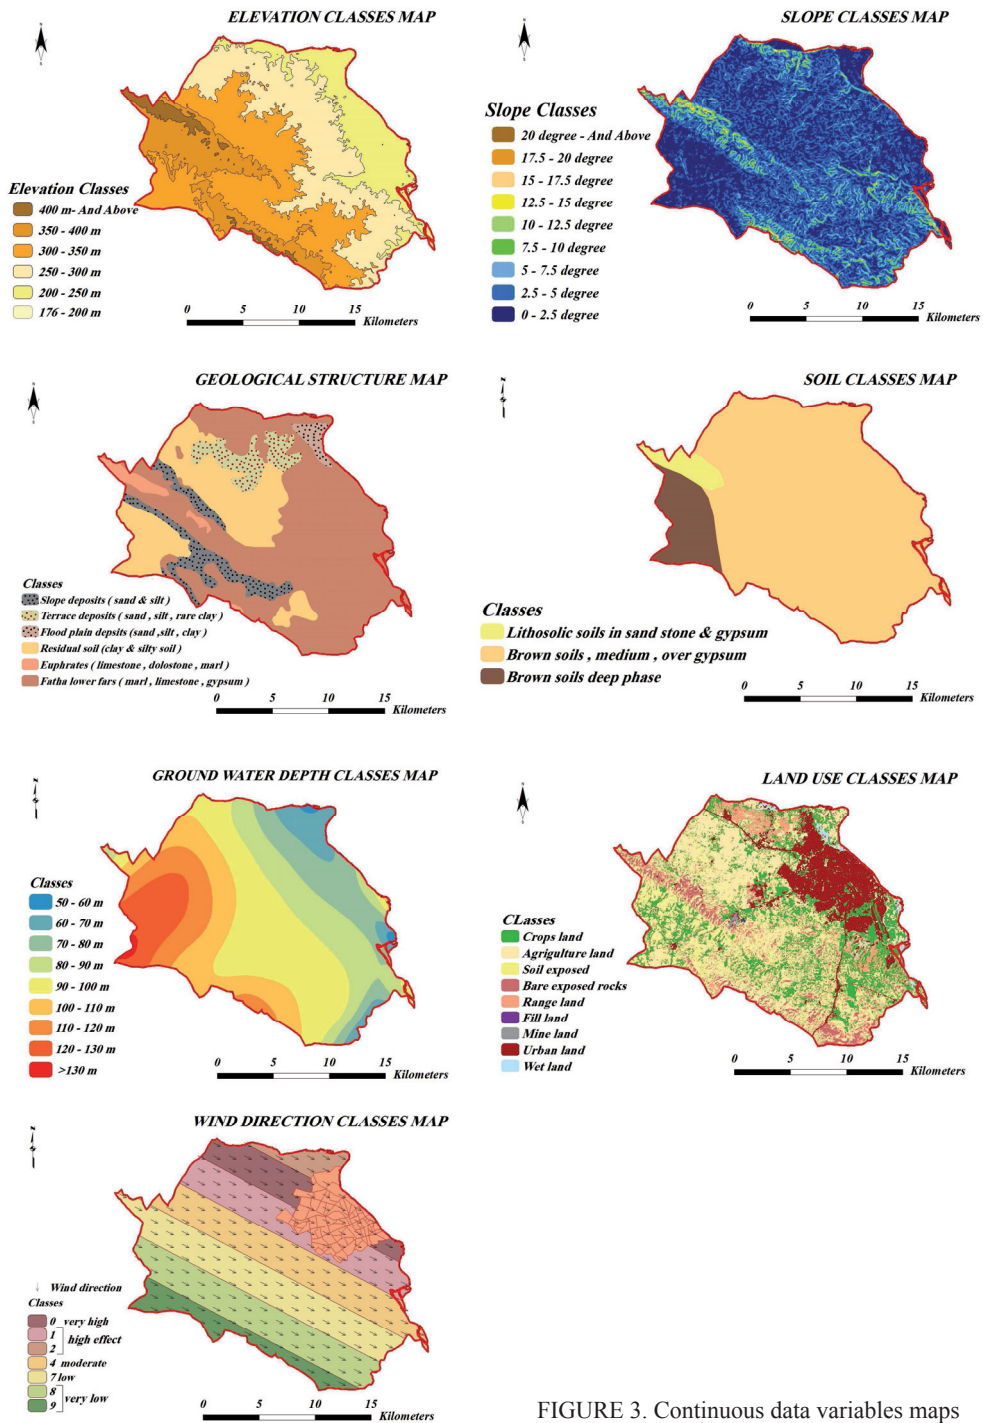 ELEVATION CLASSES MAP
N
S
Elevation Classes
400 m- And Above
350 - 400 m
300 - 350 m
250 - 300 m
200 - 250 m
176 - 200 m
0 5 10 15
Kilometers
SLOPE CLASSES MAP
N
S
Slope Classes
20 degree - And Above
17.5 - 20 degree
15 - 17.5 degree
12.5 - 15 degree
10 - 12.5 degree
7.5 - 10 degree
5 - 7.5 degree
2.5 - 5 degree
0 - 2.5 degree
0 5 10 15
Kilometers
GEOLOGICAL STRUCTURE MAP
N
S
Classes
Slope deposits ( sand & silt )
Terrace deposits ( sand , silt , rare clay )
Flood plain depsits (sand ,silt , clay )
Residual soil (clay & silty soil )
Euphrates ( limestone , dolostone , marl )
Fatha lower fars ( marl , limestone , gypsum )
0 5 10 15
Kilometers
SOIL CLASSES MAP
N
S
Classes
Lithosolic soils in sand stone & gypsum
Brown soils , medium , over gypsum
Brown soils deep phase
0 5 10 15
Kilometers
GROUND WATER DEPTH CLASSES MAP
N
S
Classes
50 - 60 m
60 - 70 m
70 - 80 m
80 - 90 m
90 - 100 m
100 - 110 m
110 - 120 m
120 - 130 m
>130 m
0 5 10 15
Kilometers
LAND USE CLASSES MAP
N
S
CLasses
Crops land
Agrigulture land
Soil exposed
Bare exposed rocks
Range land
Fill land
Mine land
Urban land
Wet land
0 5 10 15
Kilometers
WIND DIRECTION CLASSES MAP
N
S
Wind direction
Classes
0 very high
1
high effect
2
4 moderate
7 low
8
very low
9
0 5 10 15
Kilometers
FIGURE 3. Continuous data variables maps